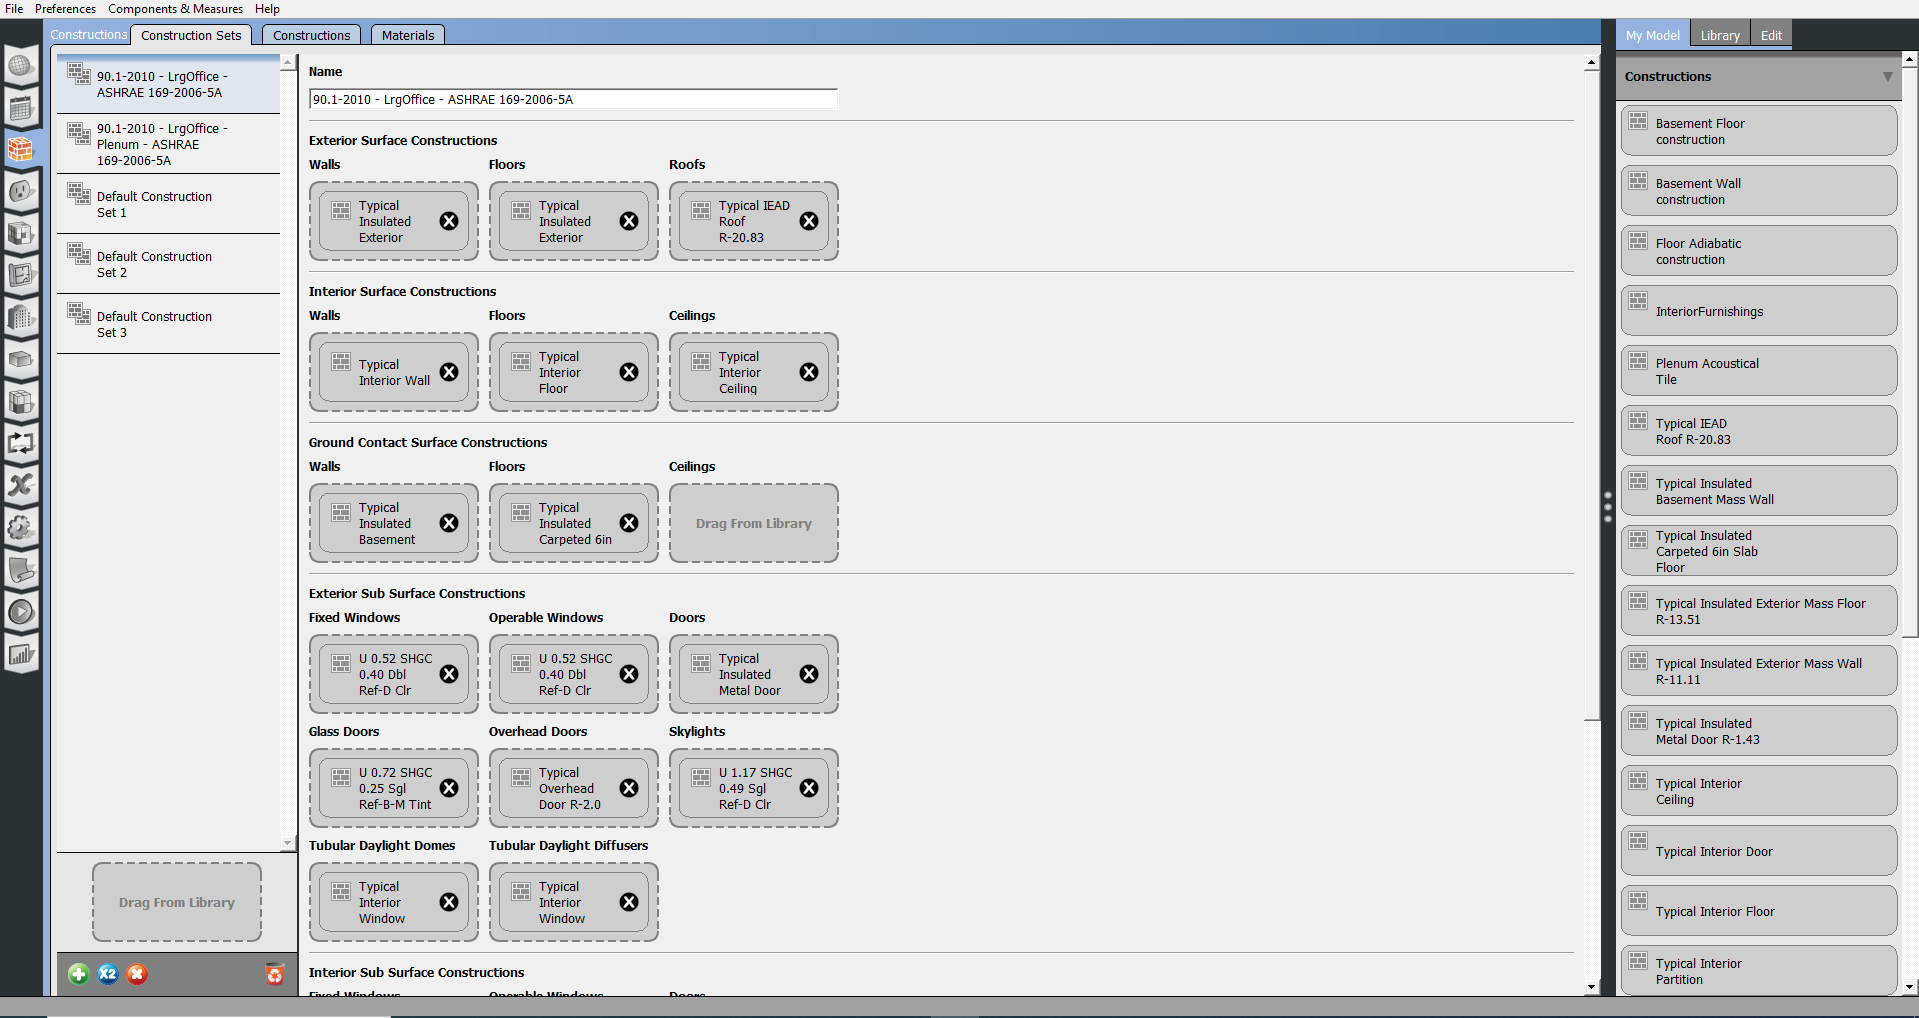 File Preferences Components & Measures Help
Constructions Construction Sets Constructions Materials
My Model Library Edit
90.1-2010 - LrgOffice -
ASHRAE 169-2006-5A
90.1-2010 - LrgOffice -
Plenum - ASHRAE
169-2006-5A
Default Construction
Set 1
Default Construction
Set 2
Default Construction
Set 3
Drag From Library
X2
Name
90.1-2010 - LrgOffice - ASHRAE 169-2006-5A
Exterior Surface Constructions
Walls Floors Roofs
Typical
Insulated
Exterior
Typical
Insulated
Exterior
Typical IEAD
Roof
R-20.83
Interior Surface Constructions
Walls Floors Ceilings
Typical
Interior Wall
Typical
Interior
Floor
Typical
Interior
Ceiling
Ground Contact Surface Constructions
Walls Floors Ceilings
Typical
Insulated
Basement
Typical
Insulated
Carpeted 6in
Drag From Library
Exterior Sub Surface Constructions
Fixed Windows Operable Windows Doors
U 0.52 SHGC
0.40 Dbl
Ref-D Clr
U 0.52 SHGC
0.40 Dbl
Ref-D Clr
Typical
Insulated
Metal Door
Glass Doors Overhead Doors Skylights
U 0.72 SHGC
0.25 Sgl
Ref-B-M Tint
Typical
Overhead
Door R-2.0
U 1.17 SHGC
0.49 Sgl
Ref-D Clr
Tubular Daylight Domes Tubular Daylight Diffusers
Typical
Interior
Window
Typical
Interior
Window
Interior Sub Surface Constructions
Fixed Windows Operable Windows Doors
Constructions
Basement Floor
construction
Basement Wall
construction
Floor Adiabatic
construction
InteriorFurnishings
Plenum Acoustical
Tile
Typical IEAD
Roof R-20.83
Typical Insulated
Basement Mass Wall
Typical Insulated
Carpeted 6in Slab
Floor
Typical Insulated Exterior Mass Floor
R-13.51
Typical Insulated Exterior Mass Wall
R-11.11
Typical Insulated
Metal Door R-1.43
Typical Interior
Ceiling
Typical Interior Door
Typical Interior Floor
Typical Interior
Partition